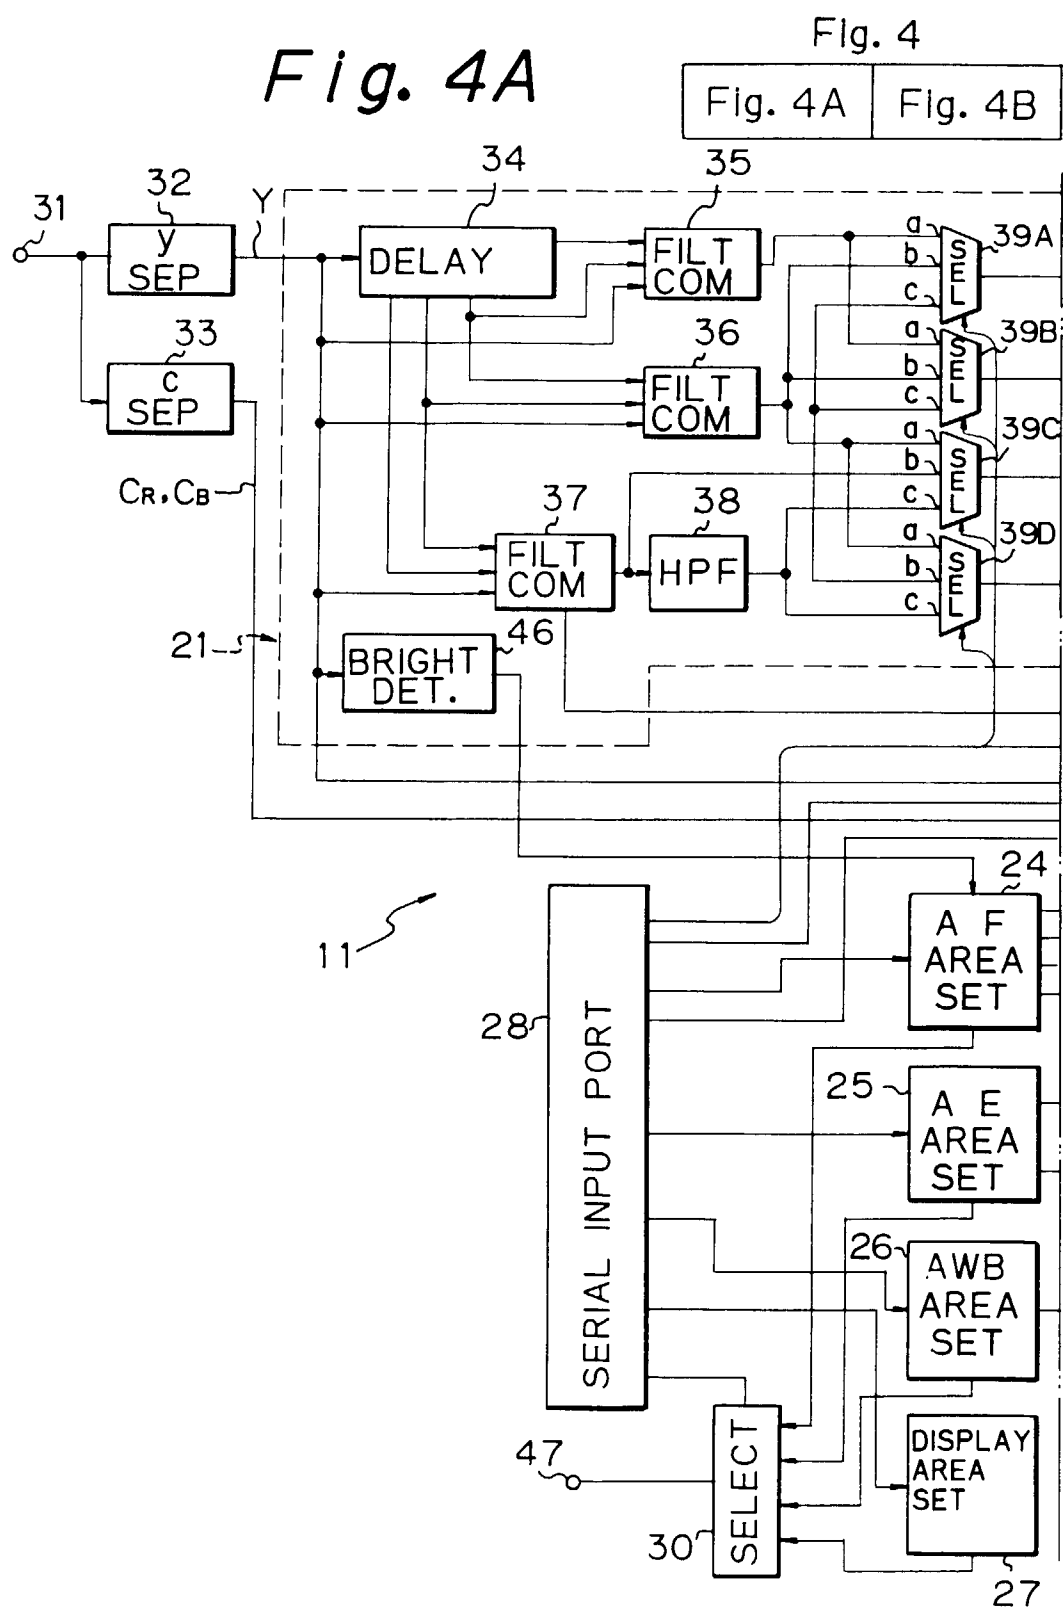 Fig. 4
Fig. 4A
Fig. 4A
Fig. 4B
31
32
y
SEP
Y
33
C
SEP
CR, CB
21
34
DELAY
35
FILT
COM
36
FILT
COM
37
FILT
COM
38
HPF
46
BRIGHT
DET.
a
b
c
SEL
39A
a
b
c
SEL
39B
a
b
c
SEL
39C
a
b
c
SEL
39D
11
28
SERIAL INPUT PORT
24
A F
AREA
SET
25
A E
AREA
SET
26
AWB
AREA
SET
DISPLAY
AREA
SET
27
47
SELECT
30